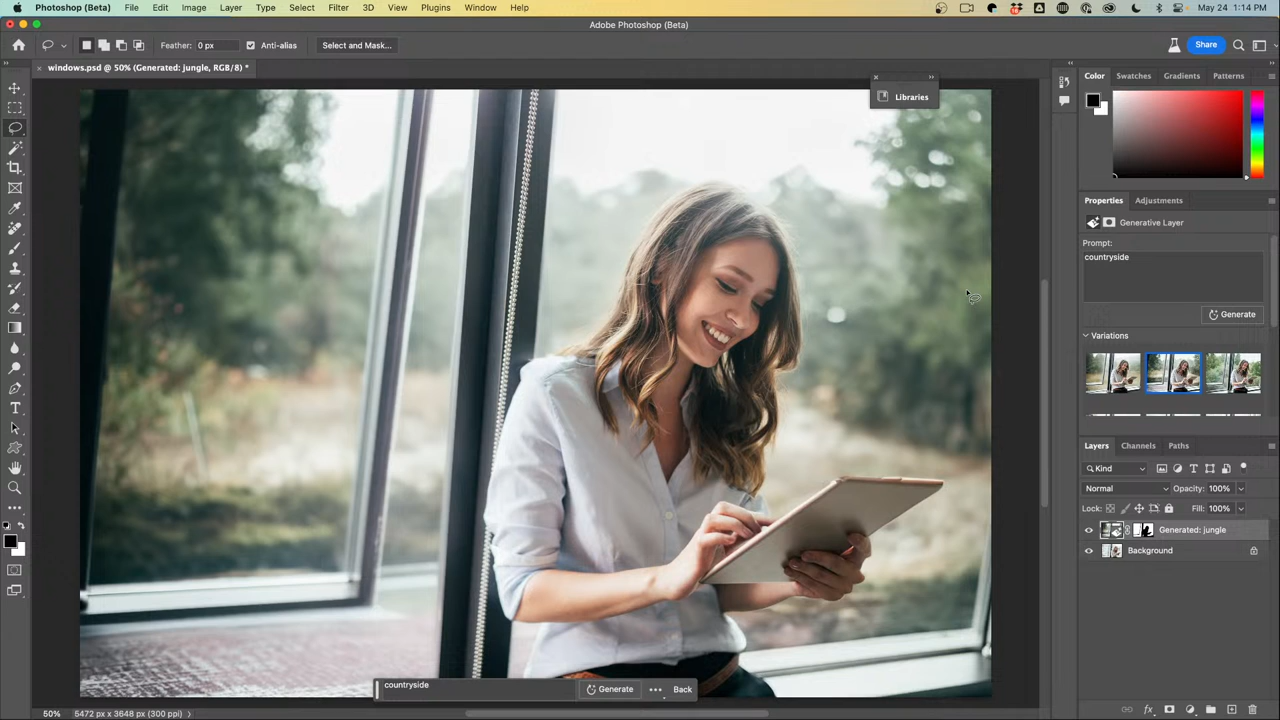 Photoshop (Beta) File Edit Image Layer Type Select Filter 3D View Plugins Window Help
May 24 1:14 PM
Adobe Photoshop (Beta)
Feather: 0 px Anti-alias Select and Mask... Share
windows.psd @ 50% (Generated: jungle, RGB/8) *
Libraries
Color Swatches Gradients Patterns
Properties Adjustments
Generative Layer
Prompt:
countryside
Generate
Variations
Layers Channels Paths
Kind
Normal Opacity: 100%
Lock: Fill: 100%
Generated: jungle
Background
countryside Generate ... Back
50% 5472 px x 3648 px (300 ppi)